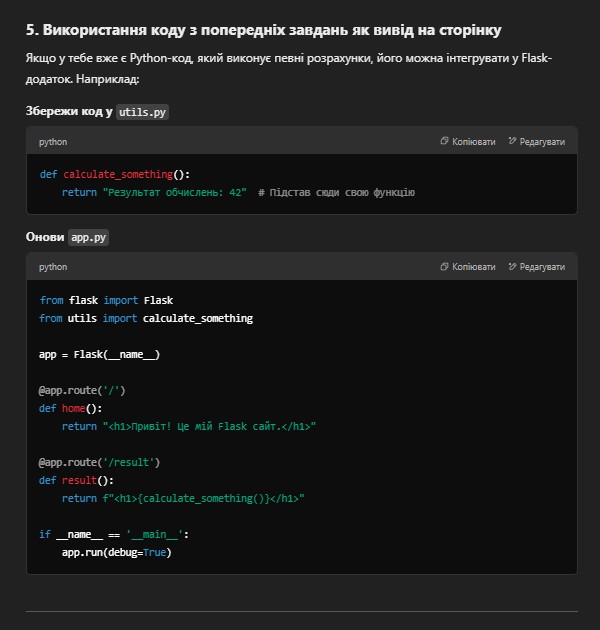 5. Використання коду з попередніх завдань як вивід на сторінку
Якщо у тебе вже є Python-код, який виконує певні розрахунки, його можна інтегрувати у Flask-
додаток. Наприклад:
Збережи код у utils.py
python Копіювати Редагувати
def calculate_something():
    return "Результат обчислень: 42"  # Підстав сюди свою функцію
Онови app.py
python Копіювати Редагувати
from flask import Flask
from utils import calculate_something
app = Flask(__name__)
@app.route('/')
def home():
    return "<h1>Привіт! Це мій Flask сайт.</h1>"
@app.route('/result')
def result():
    return f"<h1>{calculate_something()}</h1>"
if __name__ == '__main__':
    app.run(debug=True)